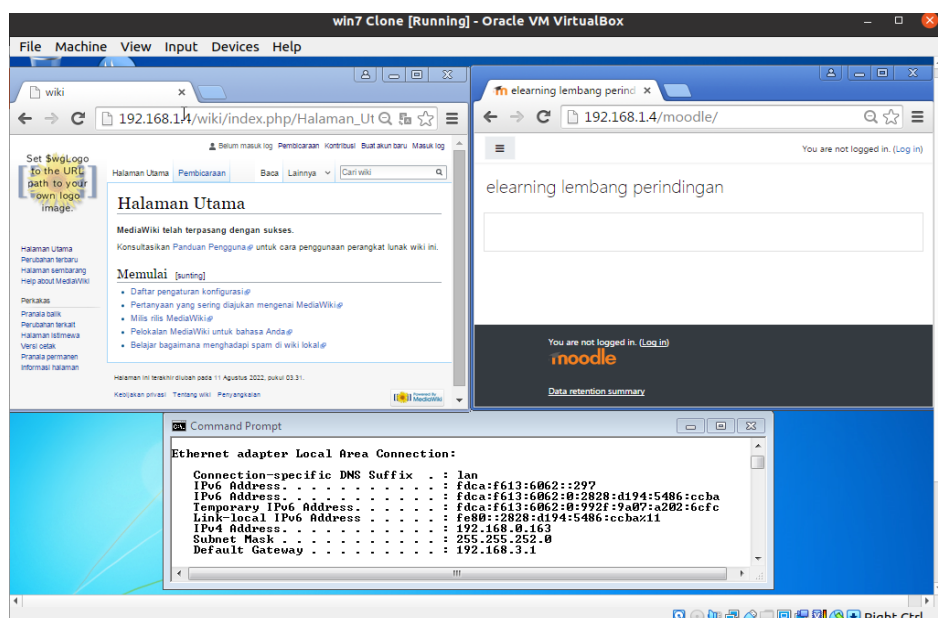 win7 Clone [Running] - Oracle VM VirtualBox
File Machine View Input Devices Help
wiki
192.168.1.4/wiki/index.php/Halaman_Ut
Set $wgLogo
to the URL
path to your
own logo
image.
Belum masuk log Pembicaraan Kontribusi Buat akun baru Masuk log
Halaman Utama Pembicaraan Baca Lainnya Cari wiki
Halaman Utama
MediaWiki telah terpasang dengan sukses.
Konsultasikan Panduan Pengguna untuk cara penggunaan perangkat lunak wiki ini.
Memulai [sunting]
Daftar pengaturan konfigurasi
Pertanyaan yang sering diajukan mengenai MediaWiki
Milis rilis MediaWiki
Pelokalan MediaWiki untuk bahasa Anda
Belajar bagaimana menghadapi spam di wiki lokal
Halaman Utama
Perubahan terbaru
Halaman sembarang
Help about MediaWiki
Perkakas
Pranala balik
Perubahan terkait
Halaman istimewa
Versi cetak
Pranala permanen
Informasi halaman
Halaman ini terakhir diubah pada 11 Agustus 2022, pukul 03.31.
Kebijakan privasi Tentang wiki Penyangkalan
Powered By
MediaWiki
elearning lembang perind
192.168.1.4/moodle/
You are not logged in. (Log in)
elearning lembang perindingan
You are not logged in. (Log in)
moodle
Data retention summary
Command Prompt
Ethernet adapter Local Area Connection:
Connection-specific DNS Suffix . : lan
IPv6 Address. . . . . . . . . . . : fdca:f613:6062::297
IPv6 Address. . . . . . . . . . . : fdca:f613:6062:0:2828:d194:5486:ccba
Temporary IPv6 Address. . . . . . : fdca:f613:6062:0:992f:9a07:a202:6cfc
Link-local IPv6 Address . . . . . : fe80::2828:d194:5486:ccba%11
IPv4 Address. . . . . . . . . . . : 192.168.0.163
Subnet Mask . . . . . . . . . . . : 255.255.252.0
Default Gateway . . . . . . . . . : 192.168.3.1
Right Ctrl